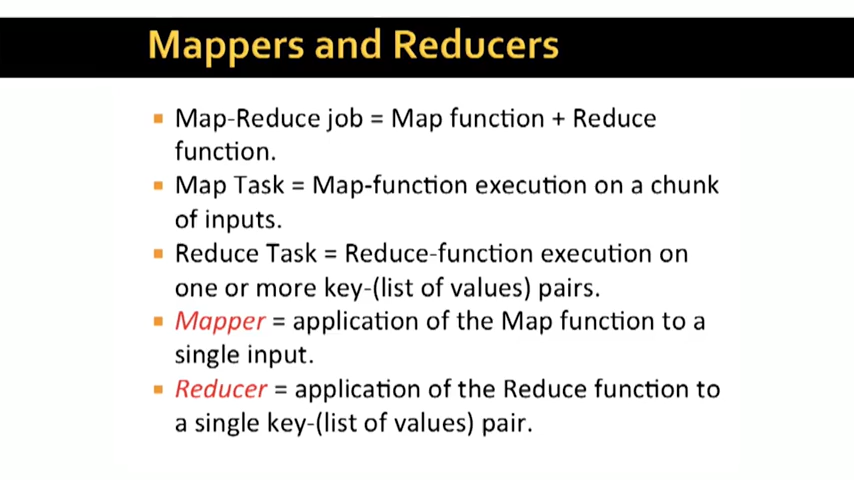 Mappers and Reducers
Map-Reduce job = Map function + Reduce
function.
Map Task = Map-function execution on a chunk
of inputs.
Reduce Task = Reduce-function execution on
one or more key-(list of values) pairs.
Mapper = application of the Map function to a
single input.
Reducer = application of the Reduce function to
a single key-(list of values) pair.